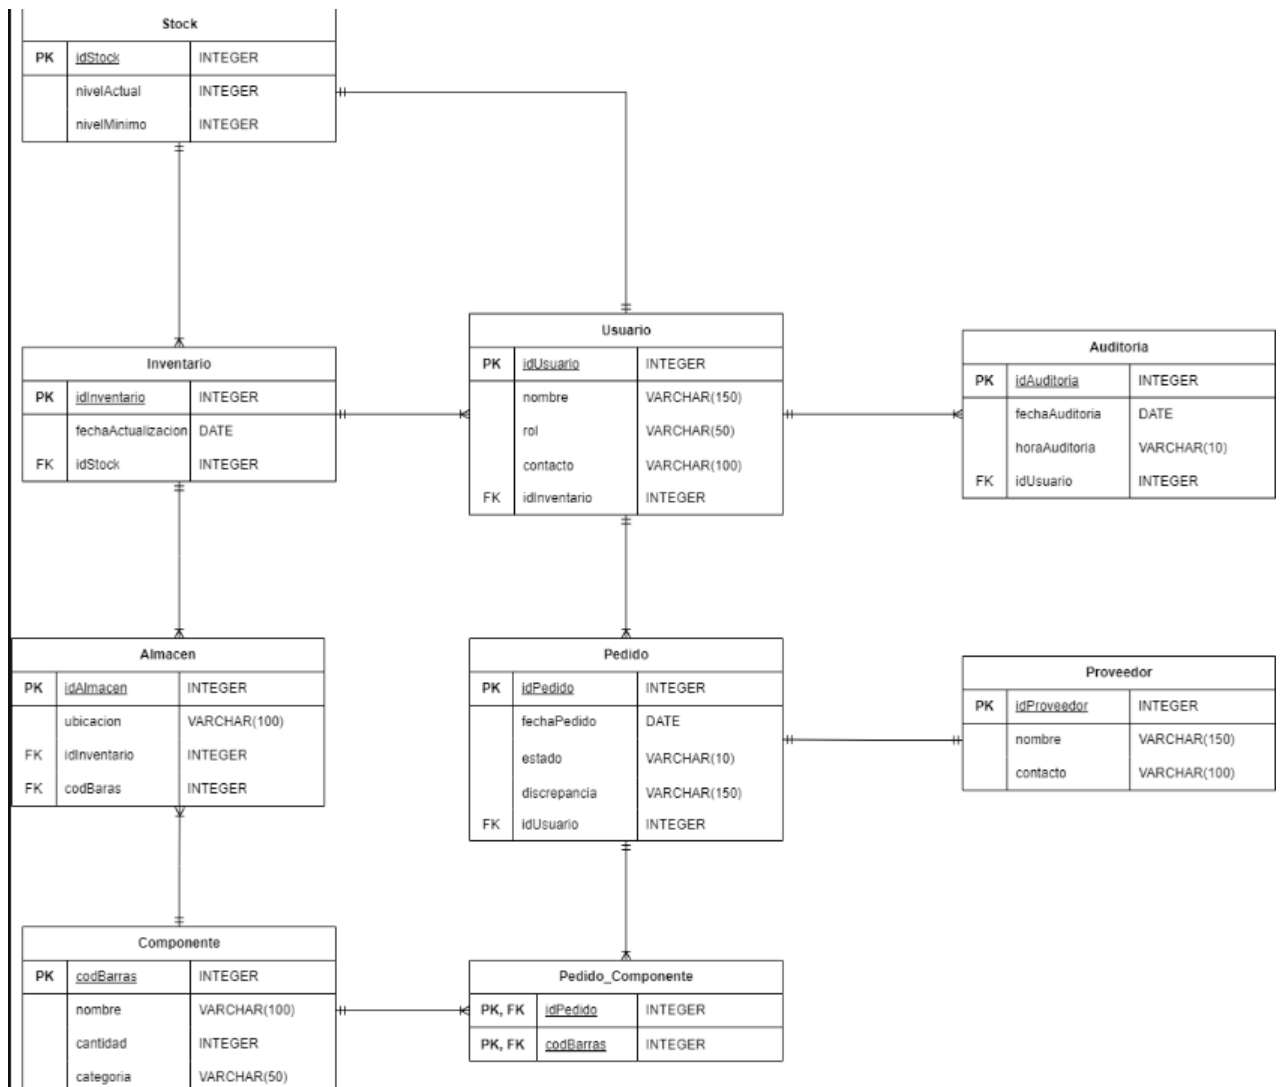 Stock
PK idStock INTEGER
nivelActual INTEGER
nivelMinimo INTEGER
Inventario
PK idInventario INTEGER
fechaActualizacion DATE
FK idStock INTEGER
Usuario
PK idUsuario INTEGER
nombre VARCHAR(150)
rol VARCHAR(50)
contacto VARCHAR(100)
FK idInventario INTEGER
Auditoria
PK idAuditoria INTEGER
fechaAuditoria DATE
horaAuditoria VARCHAR(10)
FK idUsuario INTEGER
Almacen
PK idAlmacen INTEGER
ubicacion VARCHAR(100)
FK idInventario INTEGER
FK codBaras INTEGER
Pedido
PK idPedido INTEGER
fechaPedido DATE
estado VARCHAR(10)
discrepancia VARCHAR(150)
FK idUsuario INTEGER
Proveedor
PK idProveedor INTEGER
nombre VARCHAR(150)
contacto VARCHAR(100)
Componente
PK codBarras INTEGER
nombre VARCHAR(100)
cantidad INTEGER
categoria VARCHAR(50)
Pedido_Componente
PK, FK idPedido INTEGER
PK, FK codBarras INTEGER